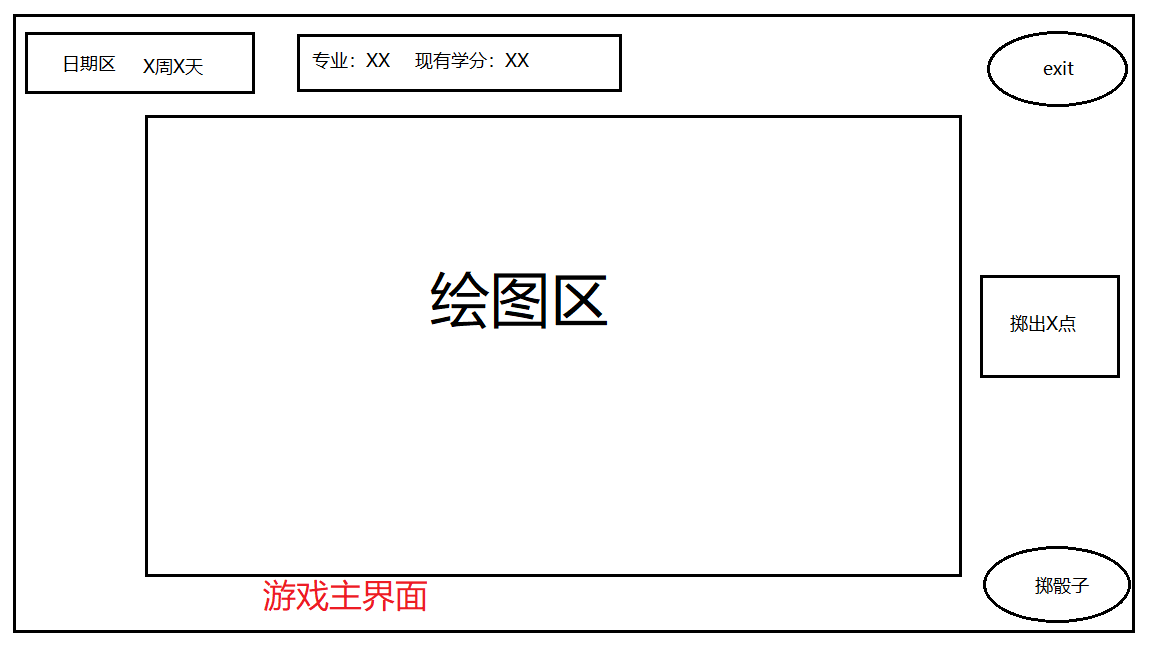 日期区 X周X天
专业：XX 现有学分：XX
exit
绘图区
掷出X点
掷骰子
游戏主界面